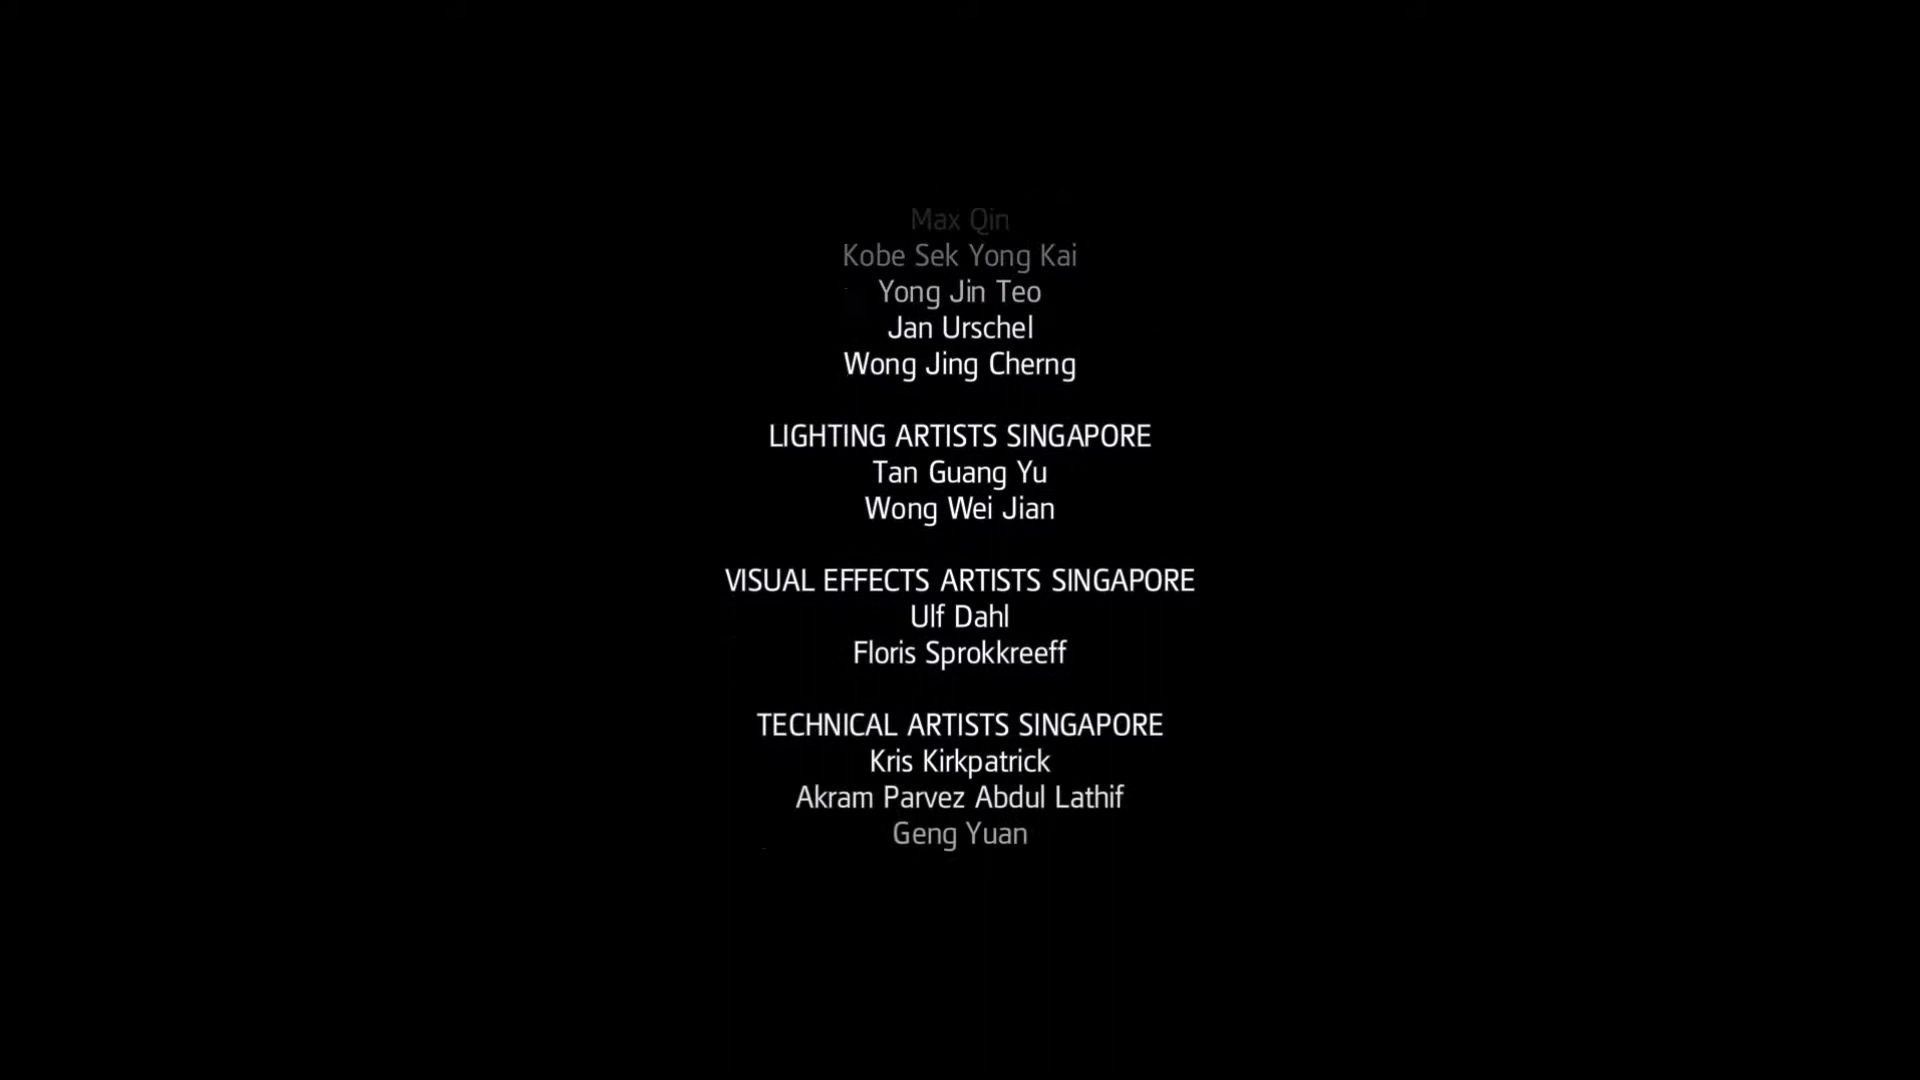 Max Qin
Kobe Sek Yong Kai
Yong Jin Teo
Jan Urschel
Wong Jing Cherng
LIGHTING ARTISTS SINGAPORE
Tan Guang Yu
Wong Wei Jian
VISUAL EFFECTS ARTISTS SINGAPORE
Ulf Dahl
Floris Sprokkreeff
TECHNICAL ARTISTS SINGAPORE
Kris Kirkpatrick
Akram Parvez Abdul Lathif
Geng Yuan